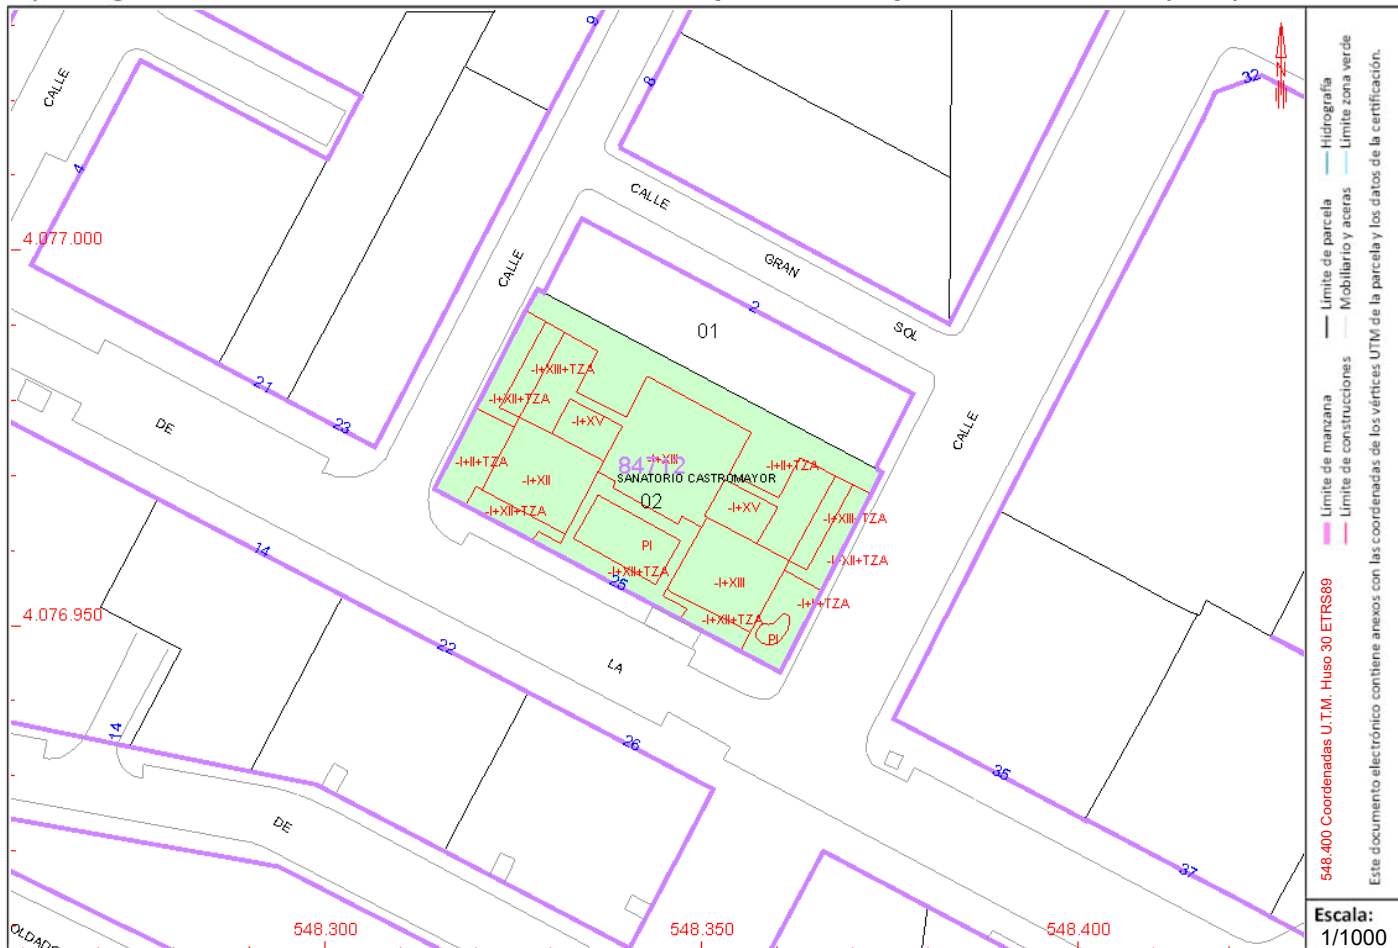 CALLE
9
8
32
4
CALLE
4.077.000
CALLE
GRAN
2
01
SOL
-I+XIII+TZA
21
-I+XII+TZA
-I+XV
23
DE
CALLE
-I+II+TZA
-I+XIII
84712
-I+II+TZA
SANATORIO CASTROMAYOR
-I+XII
02
-I+XV
-I+XII+TZA
-I+XIII+TZA
14
PI
-I+XII+TZA
-I+XII+TZA
25
-I+XIII
-I+I+TZA
4.076.950
-I+XII+TZA
PI
22
LA
14
26
35
DE
37
548.300
548.350
548.400
OLDADO
Hidrografía
Límite zona verde
Límite de parcela
Mobiliario y aceras
Límite de manzana
Límite de construcciones
548.400 Coordenadas U.T.M. Huso 30 ETRS89
Este documento electrónico contiene anexos con las coordenadas de los vértices UTM de la parcela y los datos de la certificación.
Escala:
1/1000